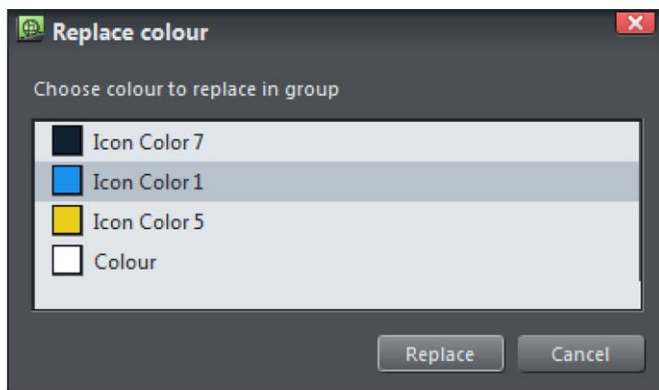 Replace colour
Choose colour to replace in group
Icon Color 7
Icon Color 1
Icon Color 5
Colour
Replace Cancel